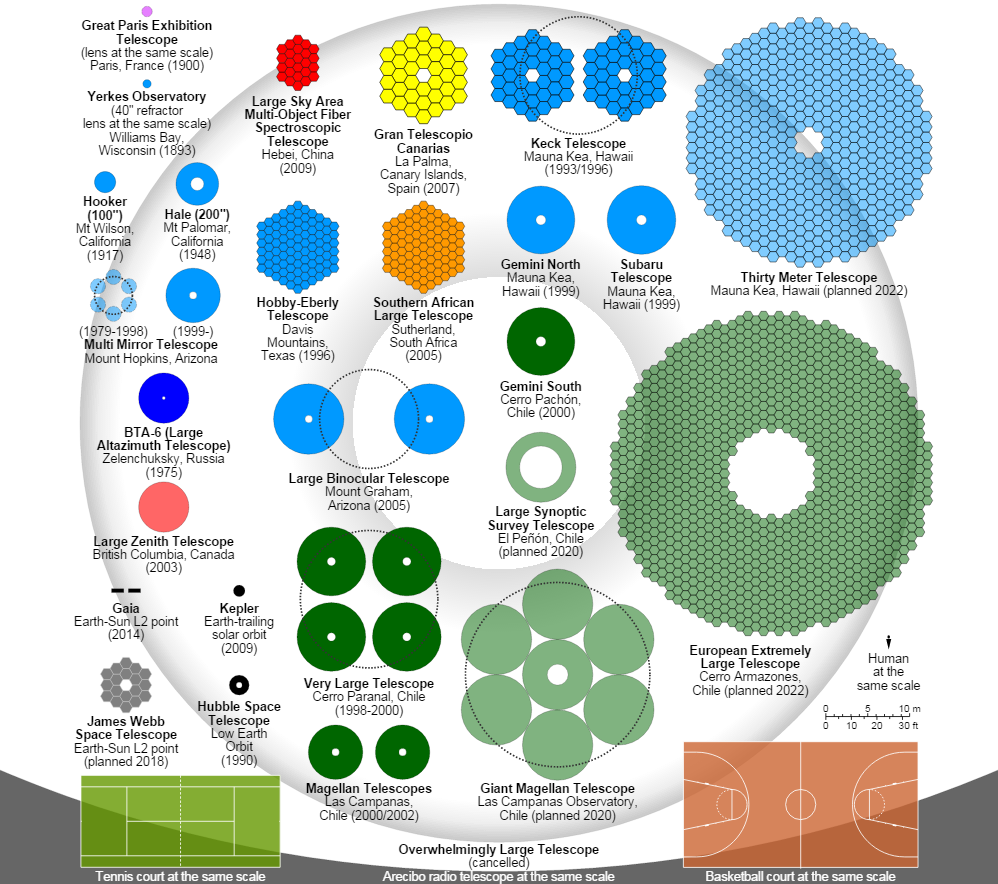 Great Paris Exhibition
Telescope
(lens at the same scale)
Paris, France (1900)
Yerkes Observatory
(40" refractor
lens at the same scale)
Williams Bay,
Wisconsin (1893)
Hooker
(100")
Mt Wilson,
California
(1917)
Hale (200")
Mt Palomar,
California
(1948)
(1979-1998)
(1999-)
Multi Mirror Telescope
Mount Hopkins, Arizona
BTA-6 (Large
Altazimuth Telescope)
Zelenchuksky, Russia
(1975)
Large Zenith Telescope
British Columbia, Canada
(2003)
Gaia
Earth-Sun L2 point
(2014)
Kepler
Earth-trailing
solar orbit
(2009)
James Webb
Space Telescope
Earth-Sun L2 point
(planned 2018)
Hubble Space
Telescope
Low Earth
Orbit
(1990)
Large Sky Area
Multi-Object Fiber
Spectroscopic
Telescope
Hebei, China
(2009)
Gran Telescopio
Canarias
La Palma,
Canary Islands,
Spain (2007)
Keck Telescope
Mauna Kea, Hawaii
(1993/1996)
Hobby-Eberly
Telescope
Davis
Mountains,
Texas (1996)
Southern African
Large Telescope
Sutherland,
South Africa
(2005)
Gemini North
Mauna Kea,
Hawaii (1999)
Subaru
Telescope
Mauna Kea,
Hawaii (1999)
Thirty Meter Telescope
Mauna Kea, Hawaii (planned 2022)
Gemini South
Cerro Pachón,
Chile (2000)
Large Binocular Telescope
Mount Graham,
Arizona (2005)
Large Synoptic
Survey Telescope
El Peñón, Chile
(planned 2020)
Very Large Telescope
Cerro Paranal, Chile
(1998-2000)
Magellan Telescopes
Las Campanas,
Chile (2000/2002)
Giant Magellan Telescope
Las Campanas Observatory,
Chile (planned 2020)
European Extremely
Large Telescope
Cerro Armazones,
Chile (planned 2022)
Human
at the
same scale
0 5 10 m
0 10 20 30 ft
Overwhelmingly Large Telescope
(cancelled)
Tennis court at the same scale
Arecibo radio telescope at the same scale
Basketball court at the same scale